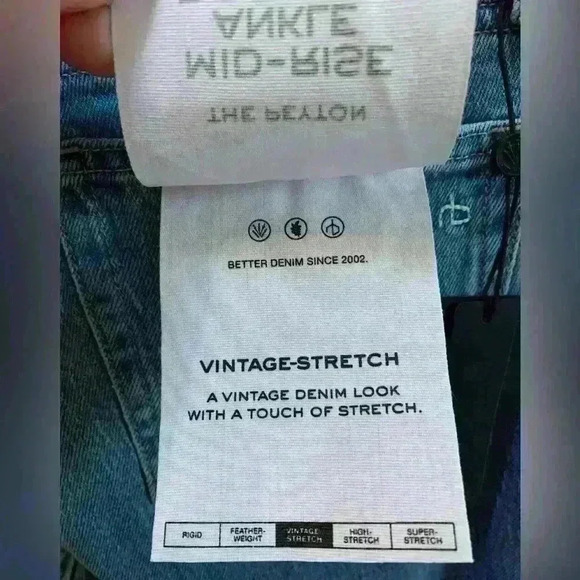 THE PEYTON
MID-RISE
ANKLE
BETTER DENIM SINCE 2002.
VINTAGE-STRETCH
A VINTAGE DENIM LOOK
WITH A TOUCH OF STRETCH.
RIGID
FEATHER-
WEIGHT
VINTAGE-
STRETCH
HIGH-
STRETCH
SUPER-
STRETCH